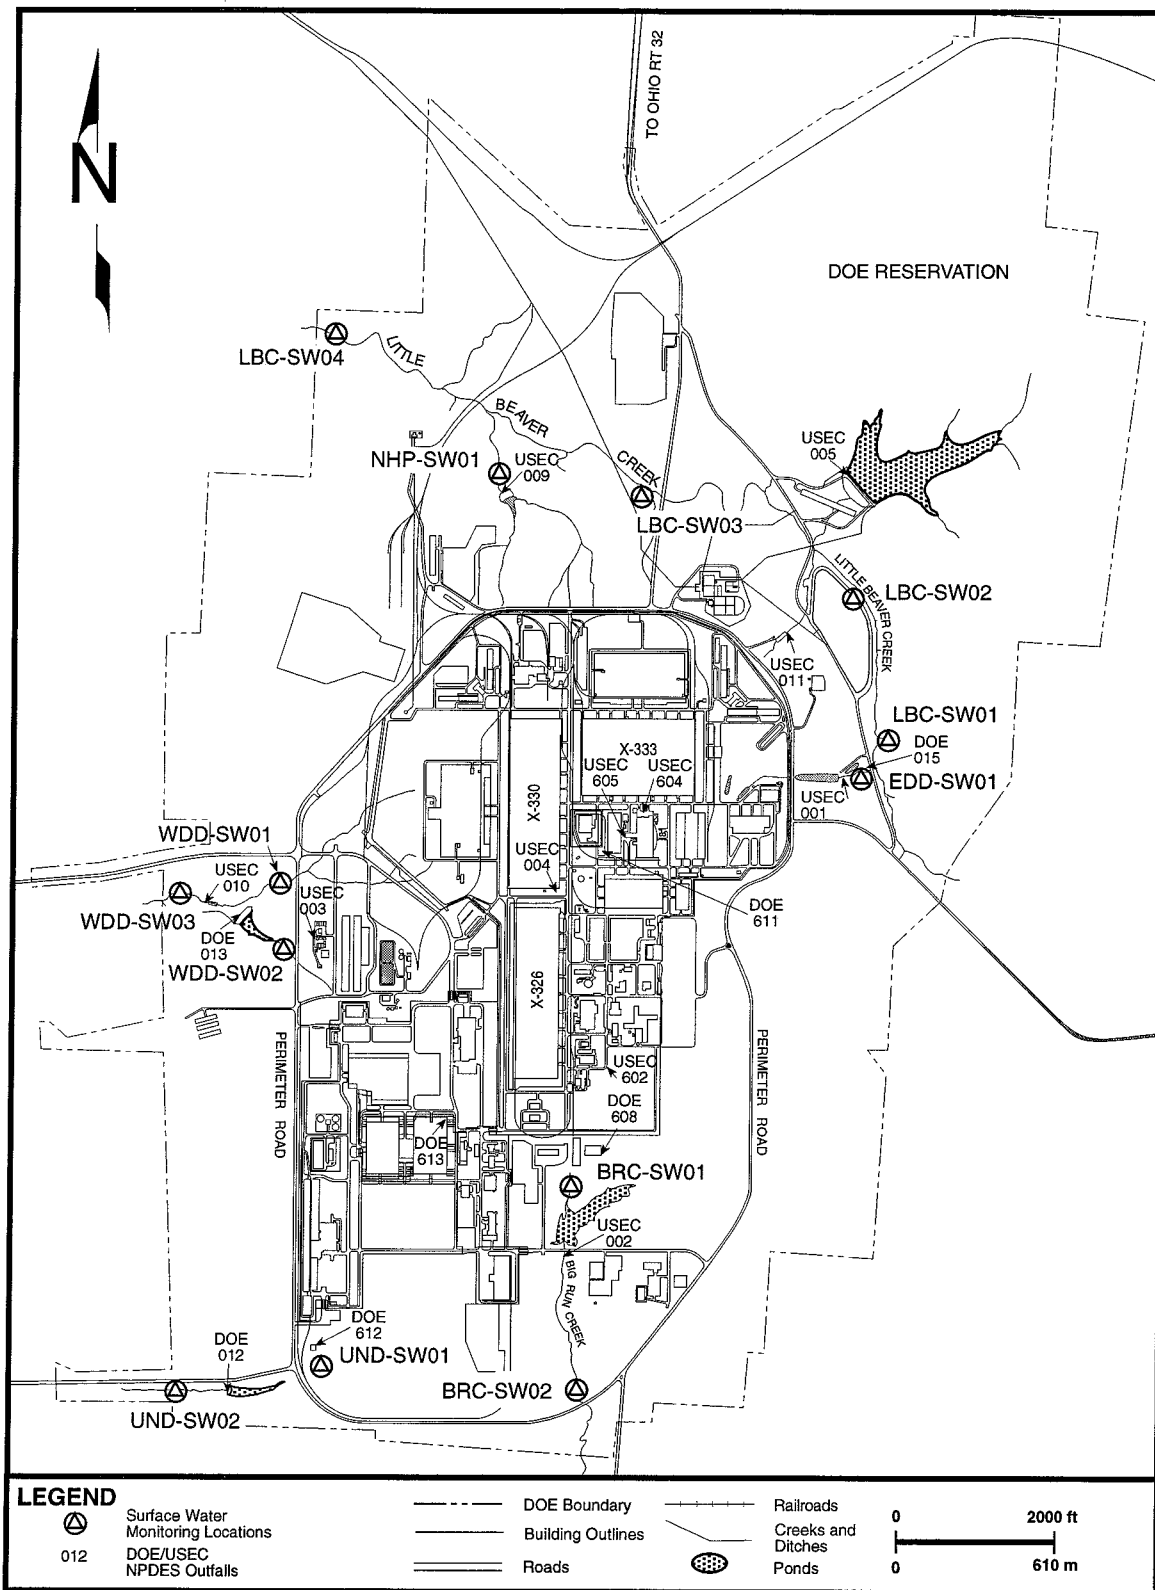 TO OHIO RT 32
N
DOE RESERVATION
LBC-SW04
LITTLE
BEAVER
CREEK
NHP-SW01
USEC
009
USEC
005
LBC-SW03
LITTLE BEAVER CREEK
LBC-SW02
USEC
011
LBC-SW01
DOE
015
EDD-SW01
USEC
001
X-333
USEC
605
USEC
604
X-330
USEC
004
WDD-SW01
USEC
010
USEC
003
WDD-SW03
DOE
013
WDD-SW02
DOE
611
X-326
PERIMETER ROAD
PERIMETER ROAD
USEC
602
DOE
608
DOE
613
BRC-SW01
USEC
002
BIG RUN CREEK
DOE
612
UND-SW01
DOE
012
BRC-SW02
UND-SW02
LEGEND
Surface Water
Monitoring Locations
012
DOE/USEC
NPDES Outfalls
DOE Boundary
Building Outlines
Roads
Railroads
Creeks and
Ditches
Ponds
0
2000 ft
0
610 m